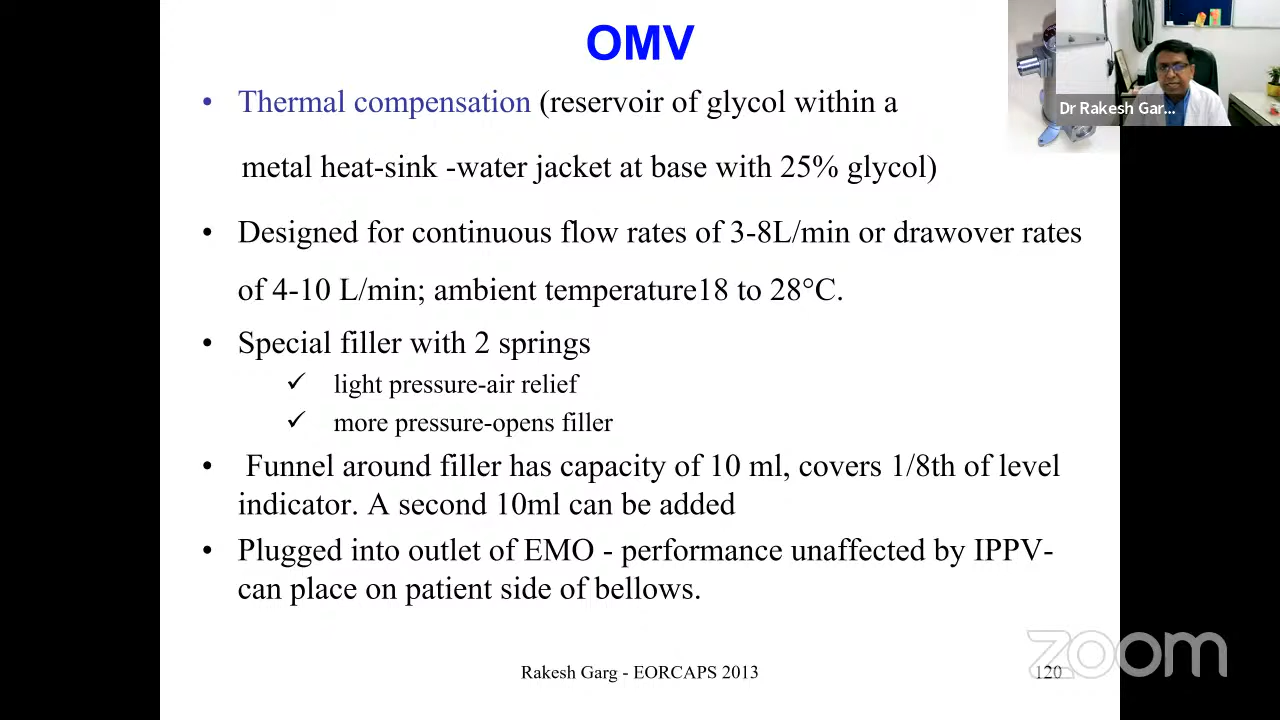 OMV
• Thermal compensation (reservoir of glycol within a
metal heat-sink -water jacket at base with 25% glycol)
• Designed for continuous flow rates of 3-8L/min or drawover rates
of 4-10 L/min; ambient temperature18 to 28°C.
• Special filler with 2 springs
✓ light pressure-air relief
✓ more pressure-opens filler
• Funnel around filler has capacity of 10 ml, covers 1/8th of level
indicator. A second 10ml can be added
• Plugged into outlet of EMO - performance unaffected by IPPV-
can place on patient side of bellows.
Rakesh Garg - EORCAPS 2013
120
Dr Rakesh Gar...
zoom